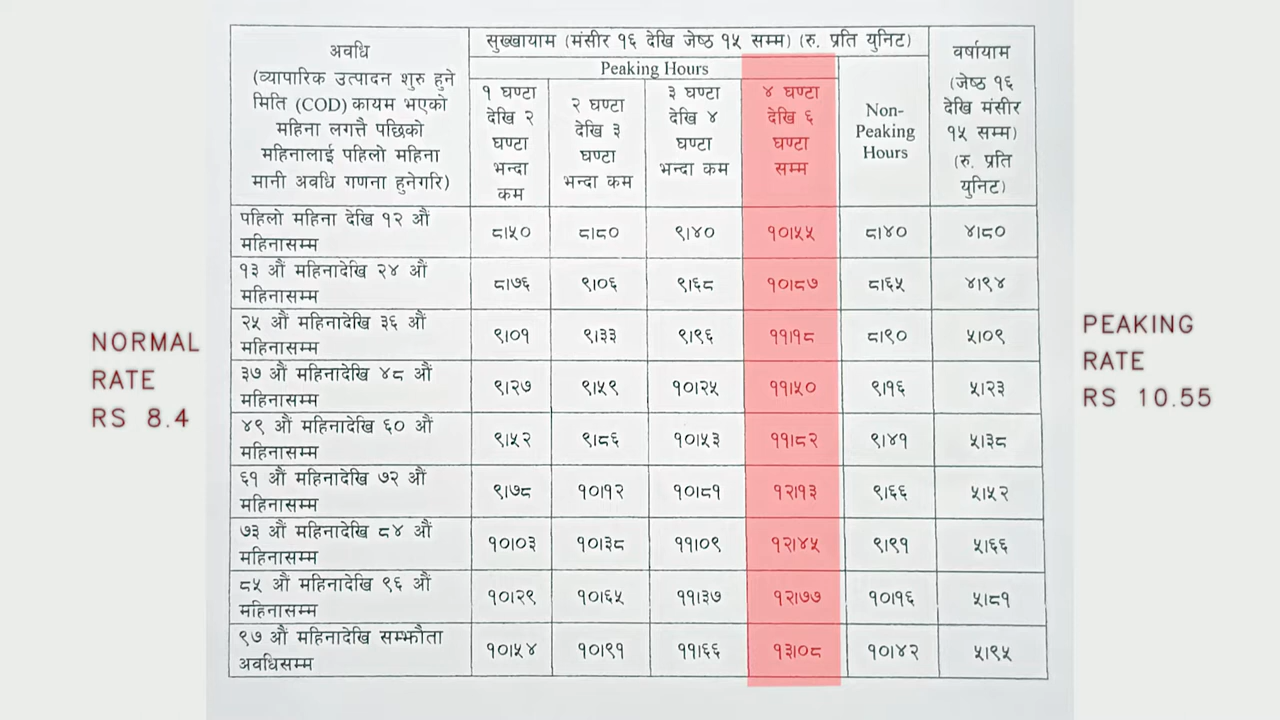 NORMAL
RATE
RS 8.4
अवधि
(व्यापारिक उत्पादन शुरु हुने
मिति (COD) कायम भएको
महिना लगत्तै पछिको
महिनालाई पहिलो महिना
मानी अवधि गणना हुनेगरि)
सुख्खायाम (मंसीर १६ देखि जेष्ठ १५ सम्म) (रु. प्रति युनिट)
Peaking Hours
१ घण्टा
देखि २
घण्टा
भन्दा
कम
२ घण्टा
देखि ३
घण्टा
भन्दा कम
३ घण्टा
देखि ४
घण्टा
भन्दा कम
४ घण्टा
देखि ६
घण्टा
सम्म
Non-
Peaking
Hours
वर्षायाम
(जेष्ठ १६
देखि मंसीर
१५ सम्म)
(रु. प्रति
युनिट)
पहिलो महिना देखि १२ औं
महिनासम्म
८।५० ८।८० ९।४० १०।५५ ८।४० ४।८०
१३ औं महिनादेखि २४ औं
महिनासम्म
८।७६ ९।०६ ९।६८ १०।८७ ८।६५ ४।९४
२५ औं महिनादेखि ३६ औं
महिनासम्म
९।०१ ९।३३ ९।९६ ११।१८ ८।९० ५।०९
३७ औं महिनादेखि ४८ औं
महिनासम्म
९।२७ ९।५९ १०।२५ ११।५० ९।१६ ५।२३
४९ औं महिनादेखि ६० औं
महिनासम्म
९।५२ ९।८६ १०।५३ ११।८२ ९।४१ ५।३८
६१ औं महिनादेखि ७२ औं
महिनासम्म
९।७८ १०।१२ १०।८१ १२।१३ ९।६६ ५।५२
७३ औं महिनादेखि ८४ औं
महिनासम्म
१०।०३ १०।३८ ११।०९ १२।४५ ९।९१ ५।६६
८५ औं महिनादेखि ९६ औं
महिनासम्म
१०।२९ १०।६५ ११।३७ १२।७७ १०।१६ ५।८१
९७ औं महिनादेखि सम्झौता
अवधिसम्म
१०।५४ १०।९१ ११।६६ १३।०८ १०।४२ ५।९५
PEAKING
RATE
RS 10.55